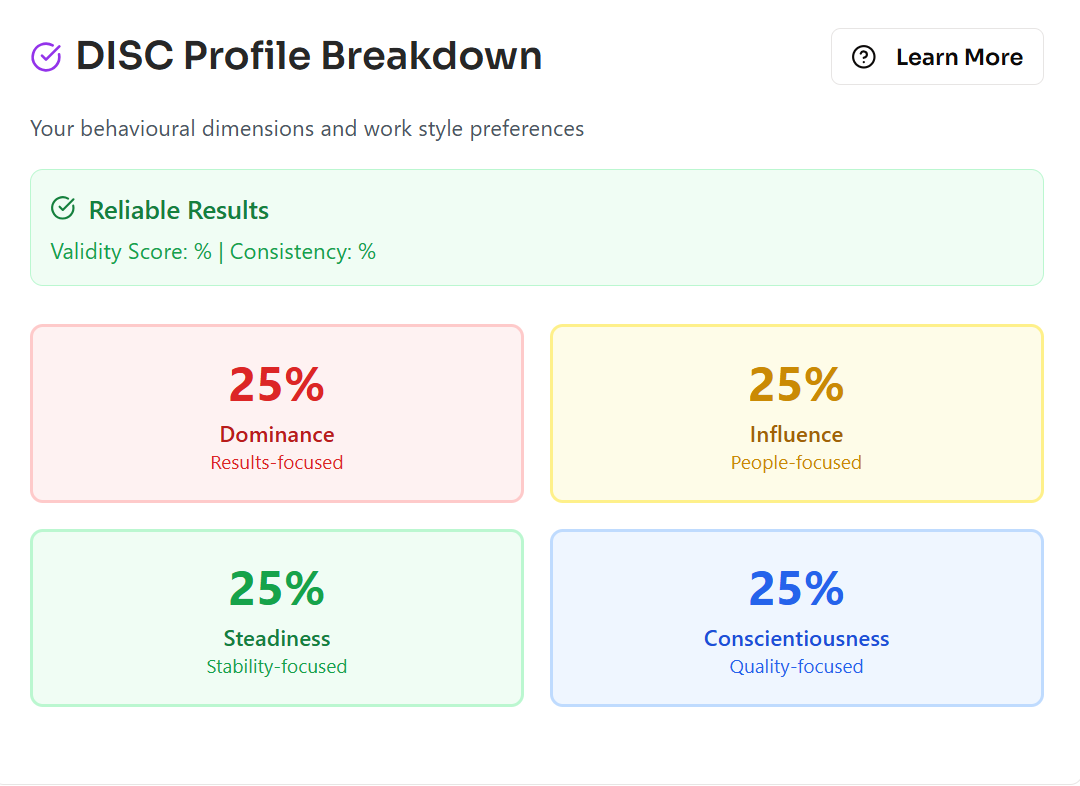 DISC Profile Breakdown
Learn More
Your behavioural dimensions and work style preferences
Reliable Results
Validity Score: % | Consistency: %
25%
Dominance
Results-focused
25%
Influence
People-focused
25%
Steadiness
Stability-focused
25%
Conscientiousness
Quality-focused